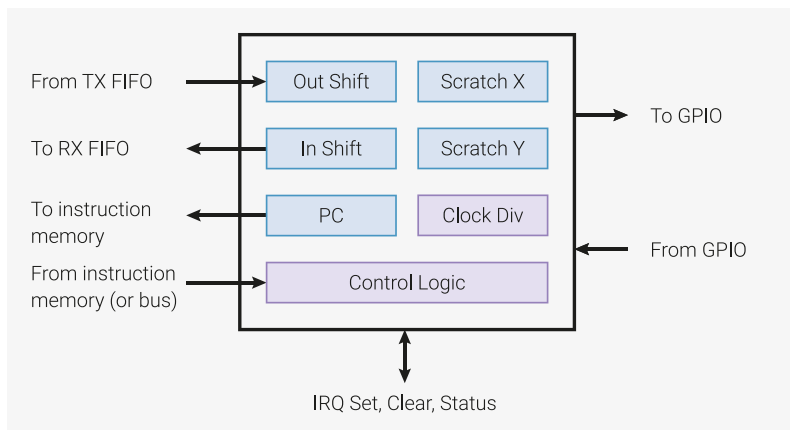 From TX FIFO
Out Shift
Scratch X
To GPIO
To RX FIFO
In Shift
Scratch Y
To instruction
memory
PC
Clock Div
From GPIO
From instruction
memory (or bus)
Control Logic
IRQ Set, Clear, Status